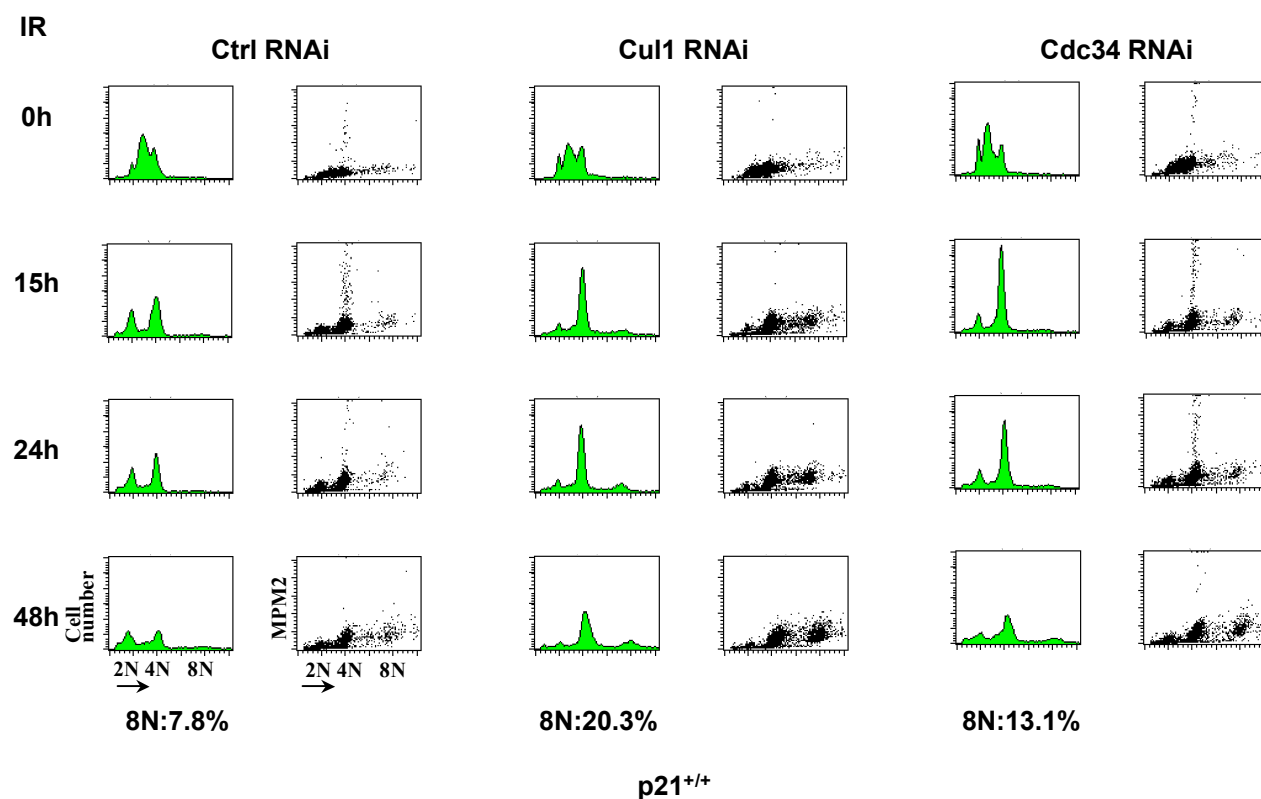 IR
Ctrl RNAi
Cul1 RNAi
Cdc34 RNAi
0h
15h
24h
48h
Cell
number
MPM2
2N 4N 8N
2N 4N 8N
8N:7.8%
8N:20.3%
8N:13.1%
p21+/+